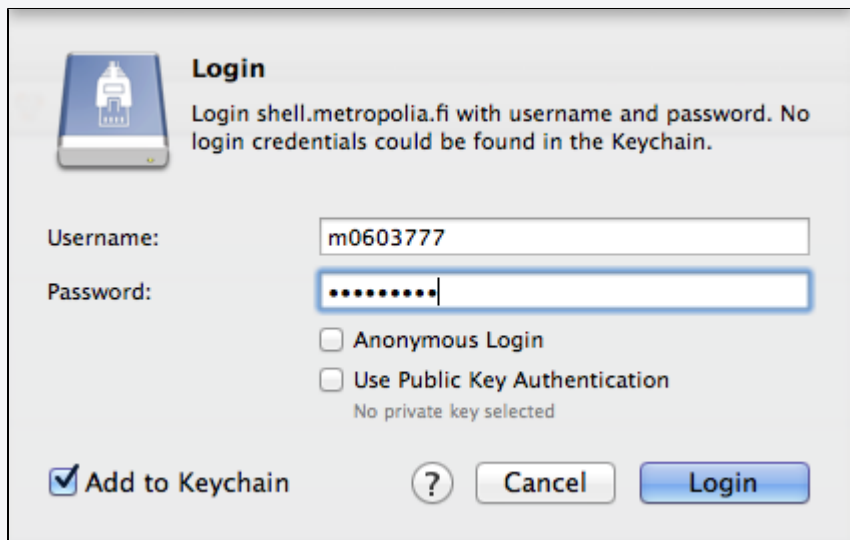 Login
Login shell.metropolia.fi with username and password. No
login credentials could be found in the Keychain.
Username:
m0603777
Password:
•••••••••
Anonymous Login
Use Public Key Authentication
No private key selected
Add to Keychain
?
Cancel
Login